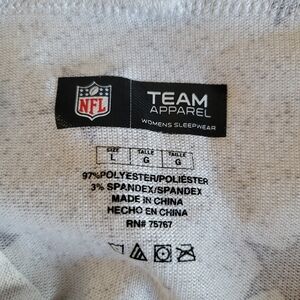 NFL
TEAM
APPAREL
WOMENS SLEEPWEAR
SIZE TALLE TAILLE
L G G
97%POLYESTER/POLIÉSTER
3% SPANDEX/SPANDEX
MADE IN CHINA
HECHO EN CHINA
RN# 75767